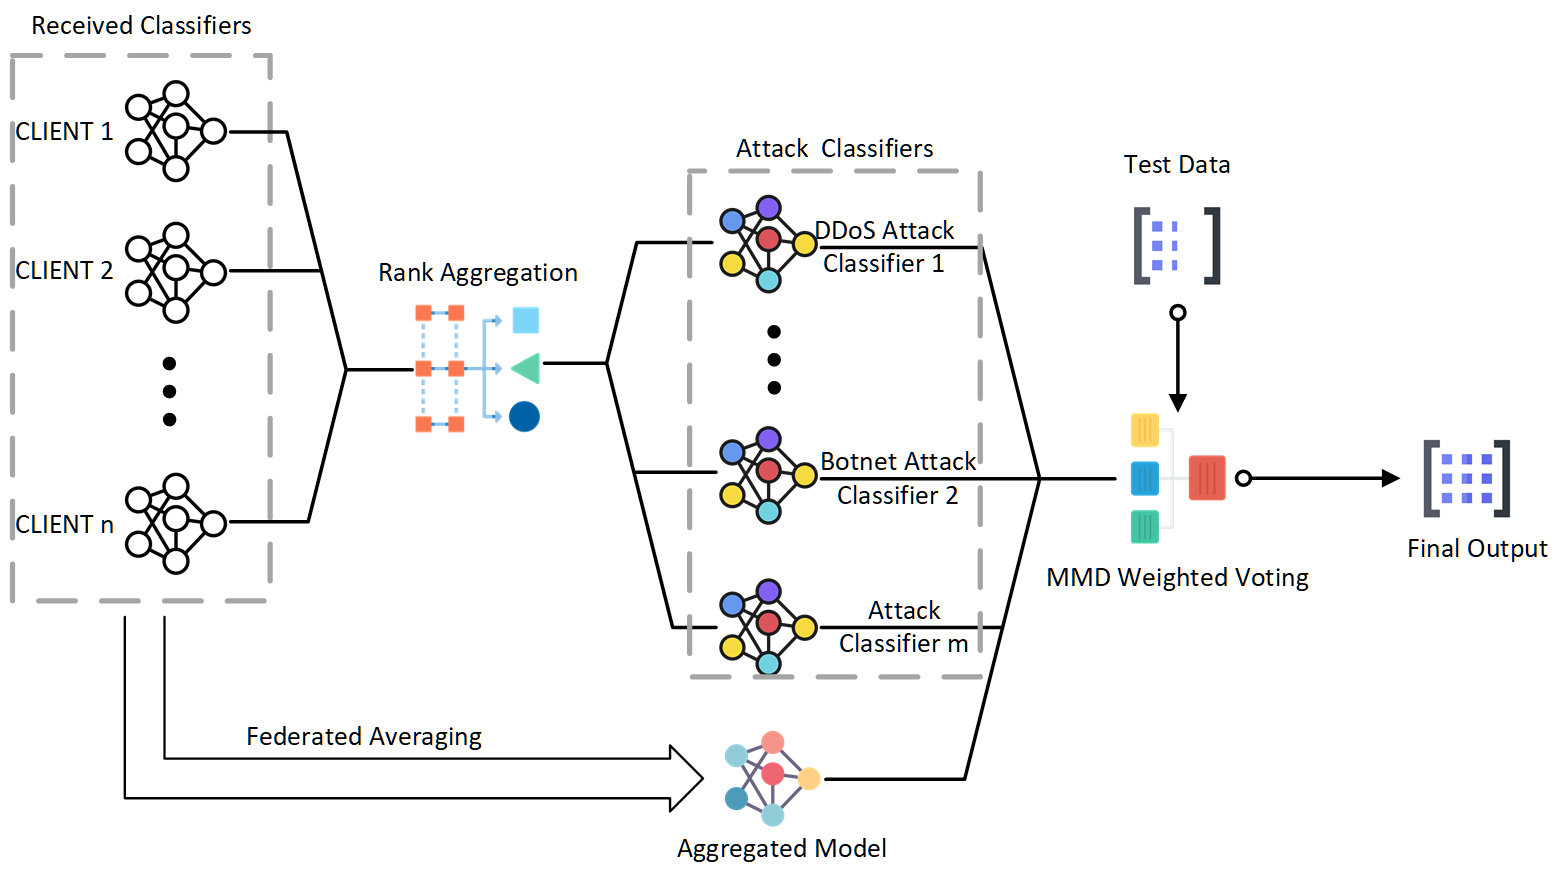 Received Classifiers
CLIENT 1
CLIENT 2
CLIENT n
Rank Aggregation
Attack Classifiers
DDoS Attack
Classifier 1
Botnet Attack
Classifier 2
Attack
Classifier m
Test Data
MMD Weighted Voting
Final Output
Federated Averaging
Aggregated Model